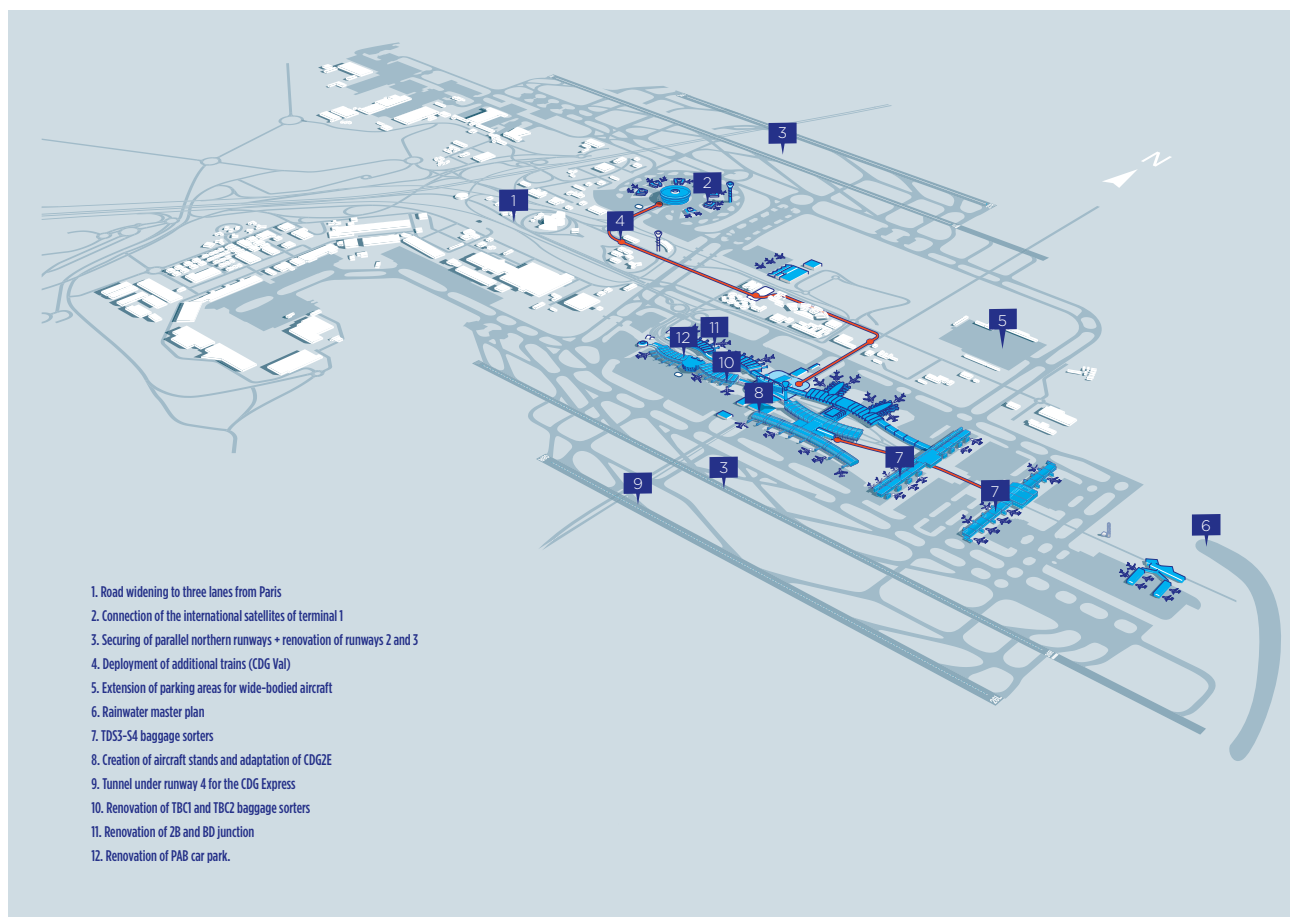 3
N
2
1
4
5
11
12
10
8
7
3
9
7
6
1. Road widening to three lanes from Paris
2. Connection of the international satellites of terminal 1
3. Securing of parallel northern runways + renovation of runways 2 and 3
4. Deployment of additional trains (CDG Val)
5. Extension of parking areas for wide-bodied aircraft
6. Rainwater master plan
7. TDS3-S4 baggage sorters
8. Creation of aircraft stands and adaptation of CDG2E
9. Tunnel under runway 4 for the CDG Express
10. Renovation of TBC1 and TBC2 baggage sorters
11. Renovation of 2B and BD junction
12. Renovation of PAB car park.